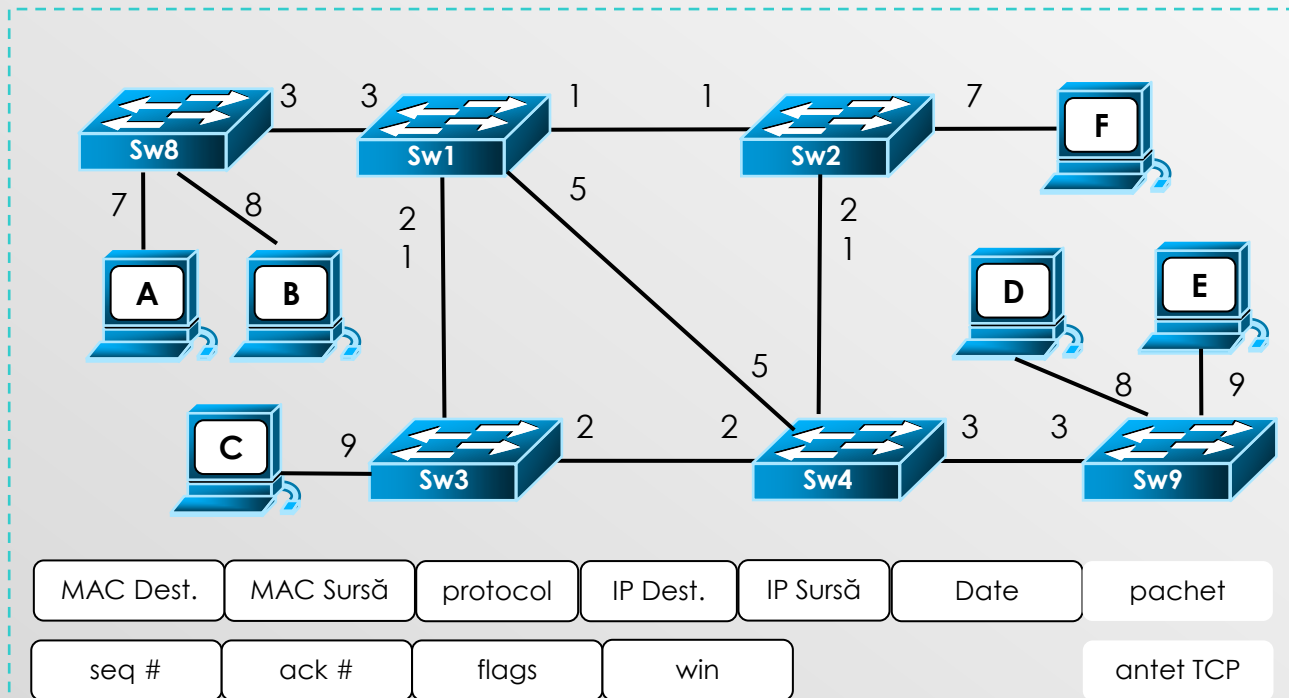 3 3 1 1 7
F
Sw8 Sw1 Sw2
7 8 5
2 2
1 1
A B D E
5
8 9
C 9 2 2 3 3
Sw3 Sw4 Sw9
MAC Dest. MAC Sursă protocol IP Dest. IP Sursă Date pachet
seq # ack # flags win antet TCP